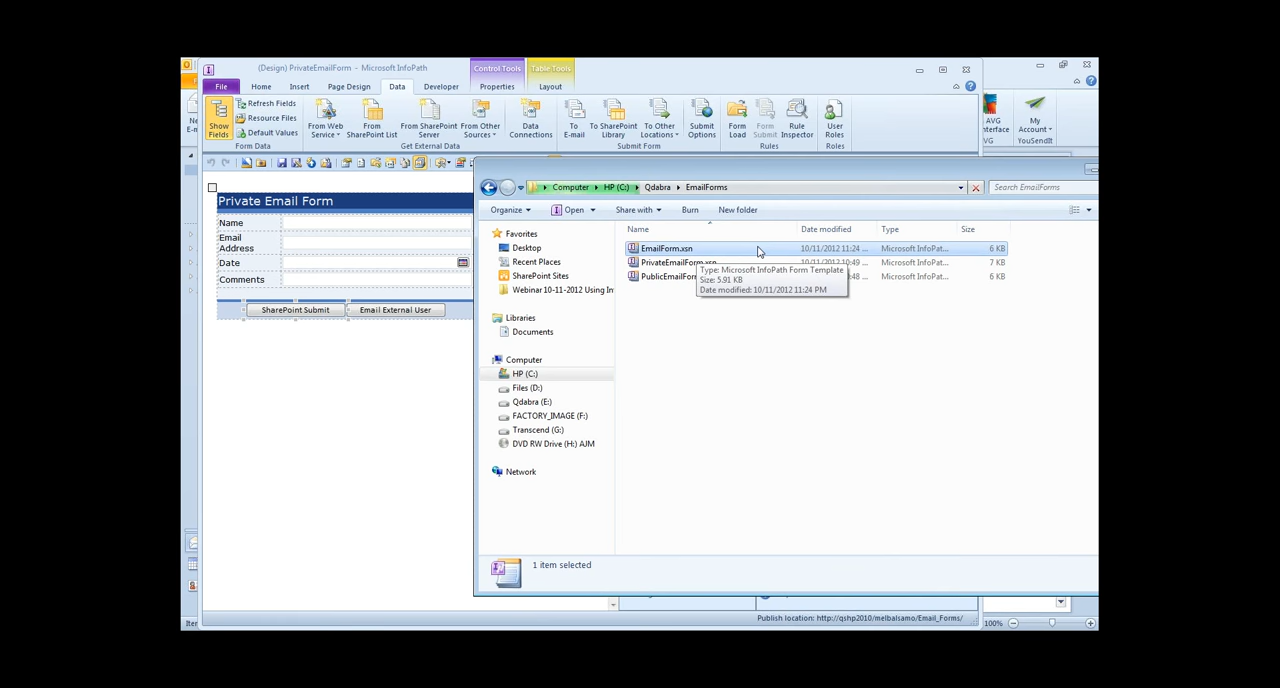 (Design) PrivateEmailForm - Microsoft InfoPath
Control Tools
Table Tools
File
Home
Insert
Page Design
Data
Developer
Properties
Layout
Show Fields
Refresh Fields
Resource Files
Default Values
Form Data
From Web Service
From SharePoint List
From SharePoint Server
From Other Sources
Get External Data
Data Connections
To E-mail
To SharePoint Library
To Other Locations
Submit Form
Submit Options
Form Load
Form Submit
Rule Inspector
Rules
User Roles
Roles
AVG
My Account
YouSendIt
Private Email Form
Name
Email Address
Date
Comments
SharePoint Submit
Email External User
Computer
HP (C:)
Qdabra
EmailForms
Search EmailForms
Organize
Open
Share with
Burn
New folder
Favorites
Desktop
Recent Places
SharePoint Sites
Webinar 10-11-2012 Using In
Libraries
Documents
Computer
HP (C:)
Files (D:)
Qdabra (E:)
FACTORY_IMAGE (F:)
Transcend (G:)
DVD RW Drive (H:) AJM
Network
Name
Date modified
Type
Size
EmailForm.xsn
10/11/2012 11:24 ...
Microsoft InfoPat...
6 KB
PrivateEmailForm.xsn
10/11/2012 10:49 ...
Microsoft InfoPat...
7 KB
PublicEmailForm
Microsoft InfoPat...
6 KB
Type: Microsoft InfoPath Form Template
Size: 5.91 KB
Date modified: 10/11/2012 11:24 PM
1 item selected
Publish location: http://qshp2010/melbalsamo/Email_Forms/
100%